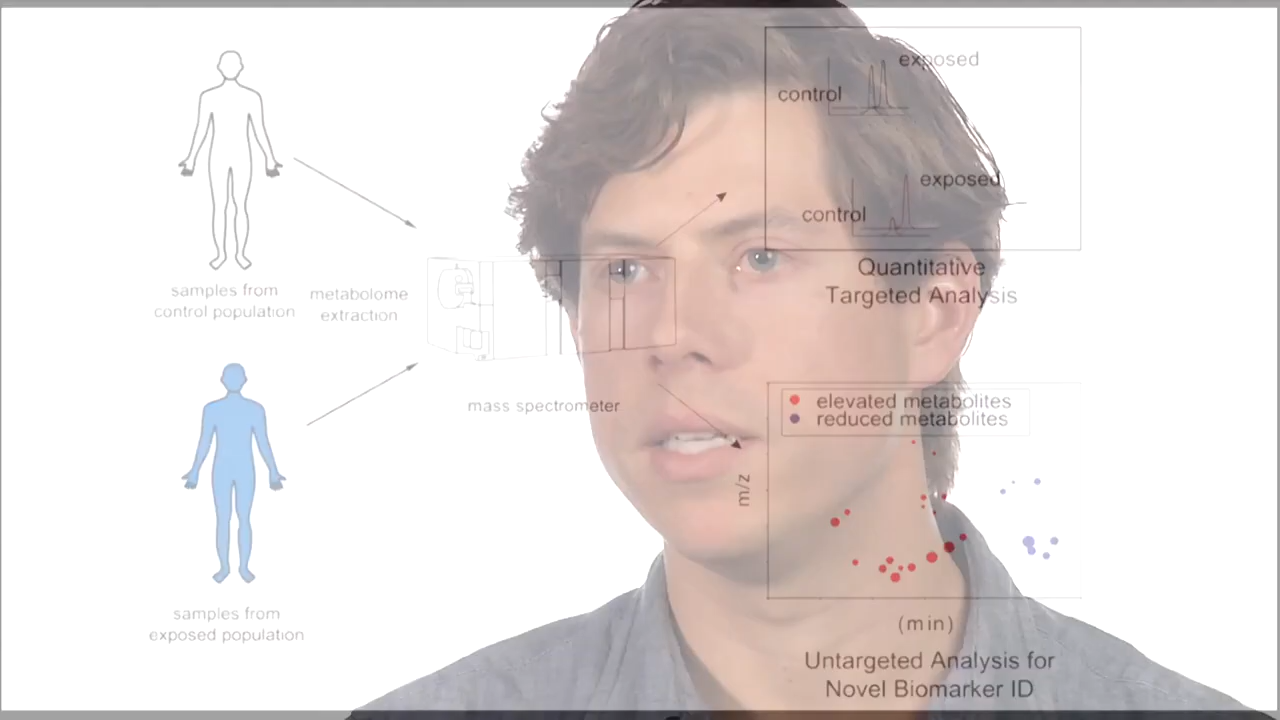 samples from
control population
metabolome
extraction
samples from
exposed population
mass spectrometer
exposed
control
exposed
control
Quantitative
Targeted Analysis
elevated metabolites
reduced metabolites
m/z
(min)
Untargeted Analysis for
Novel Biomarker ID